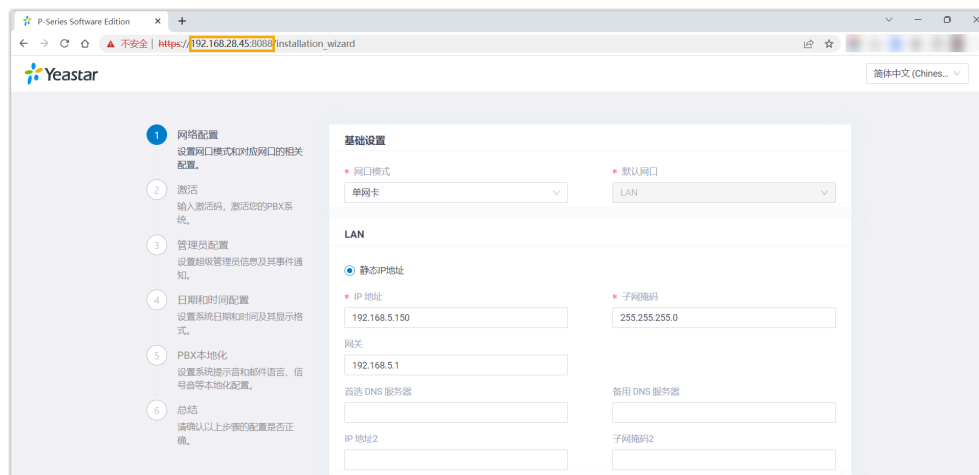 P-Series Software Edition
不安全 | https://192.168.28.45:8088/installation_wizard
Yeastar
简体中文 (Chines...
1 网络配置
设置网口模式和对应网口的相关
配置。
2 激活
输入激活码，激活您的PBX系
统。
3 管理员配置
设置超级管理员信息及其事件通
知。
4 日期和时间配置
设置系统日期和时间及其显示格
式。
5 PBX本地化
设置系统提示音和邮件语言、信
号音等本地化配置。
6 总结
请确认以上步骤的配置是否正
确。
基础设置
* 网口模式
单网卡
* 默认网口
LAN
LAN
静态IP地址
* IP 地址
192.168.5.150
* 子网掩码
255.255.255.0
网关
192.168.5.1
首选 DNS 服务器
备用 DNS 服务器
IP 地址2
子网掩码2